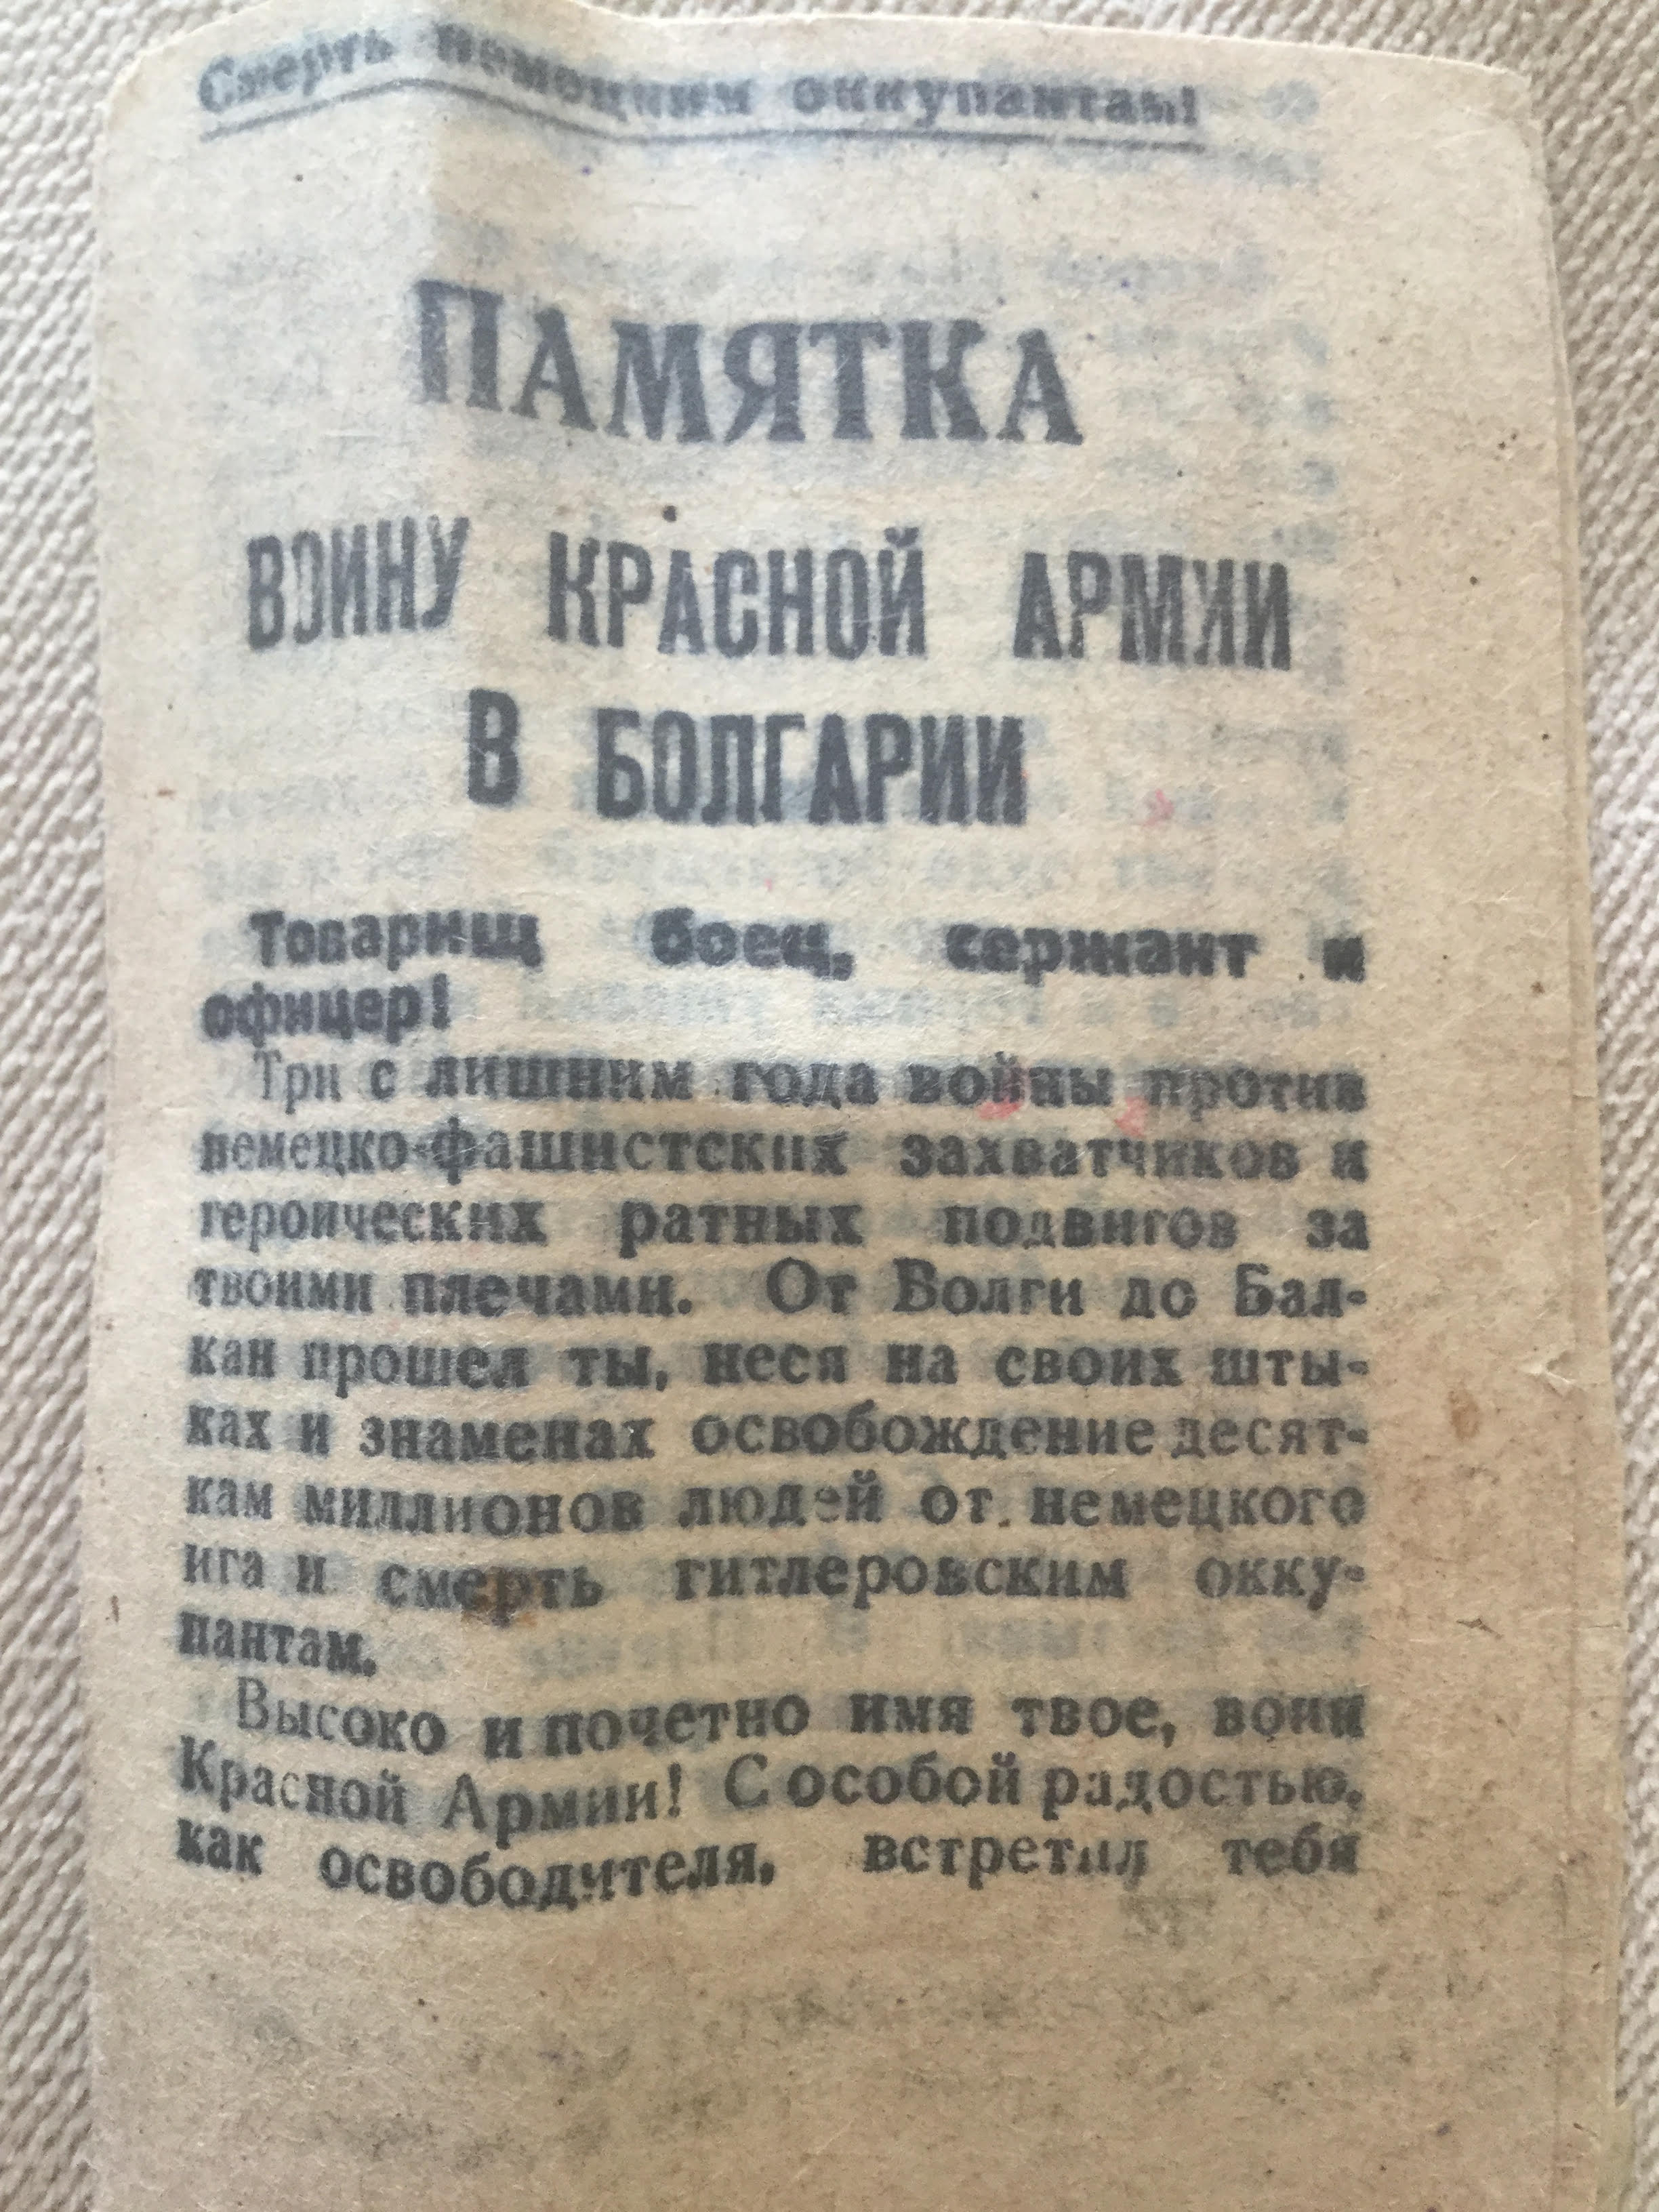 Смерть немецким оккупантам!
ПАМЯТКА
ВОИНУ КРАСНОЙ АРМИИ
В БОЛГАРИИ
Товарищ боец, сержант и
офицер!
Три с лишним года войны против
немецко-фашистских захватчиков и
героических ратных подвигов за
твоими плечами. От Волги до Бал-
кан прошел ты, неся на своих шты-
ках и знаменах освобождение десят-
кам миллионов людей от немецкого
ига и смерть гитлеровским окку-
пантам.
Высоко и почетно имя твое, воин
Красной Армии! С особой радостью,
как освободителя, встретил тебя